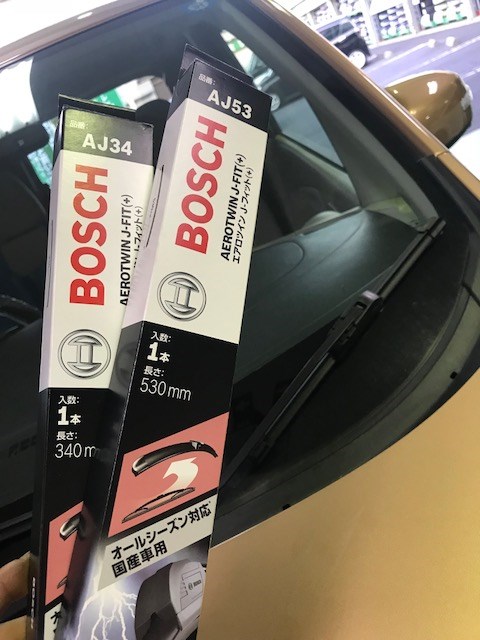 品番:
AJ34
BOSCH
AEROTWIN J-FIT(+)
入数:
1本
長さ:
340m
品番:
AJ53
BOSCH
AEROTWIN J-FIT(+)
エアロツイン J-フィット(+)
入数:
1本
長さ:
530mm
オールシーズン対応
国産車用
BOSCH